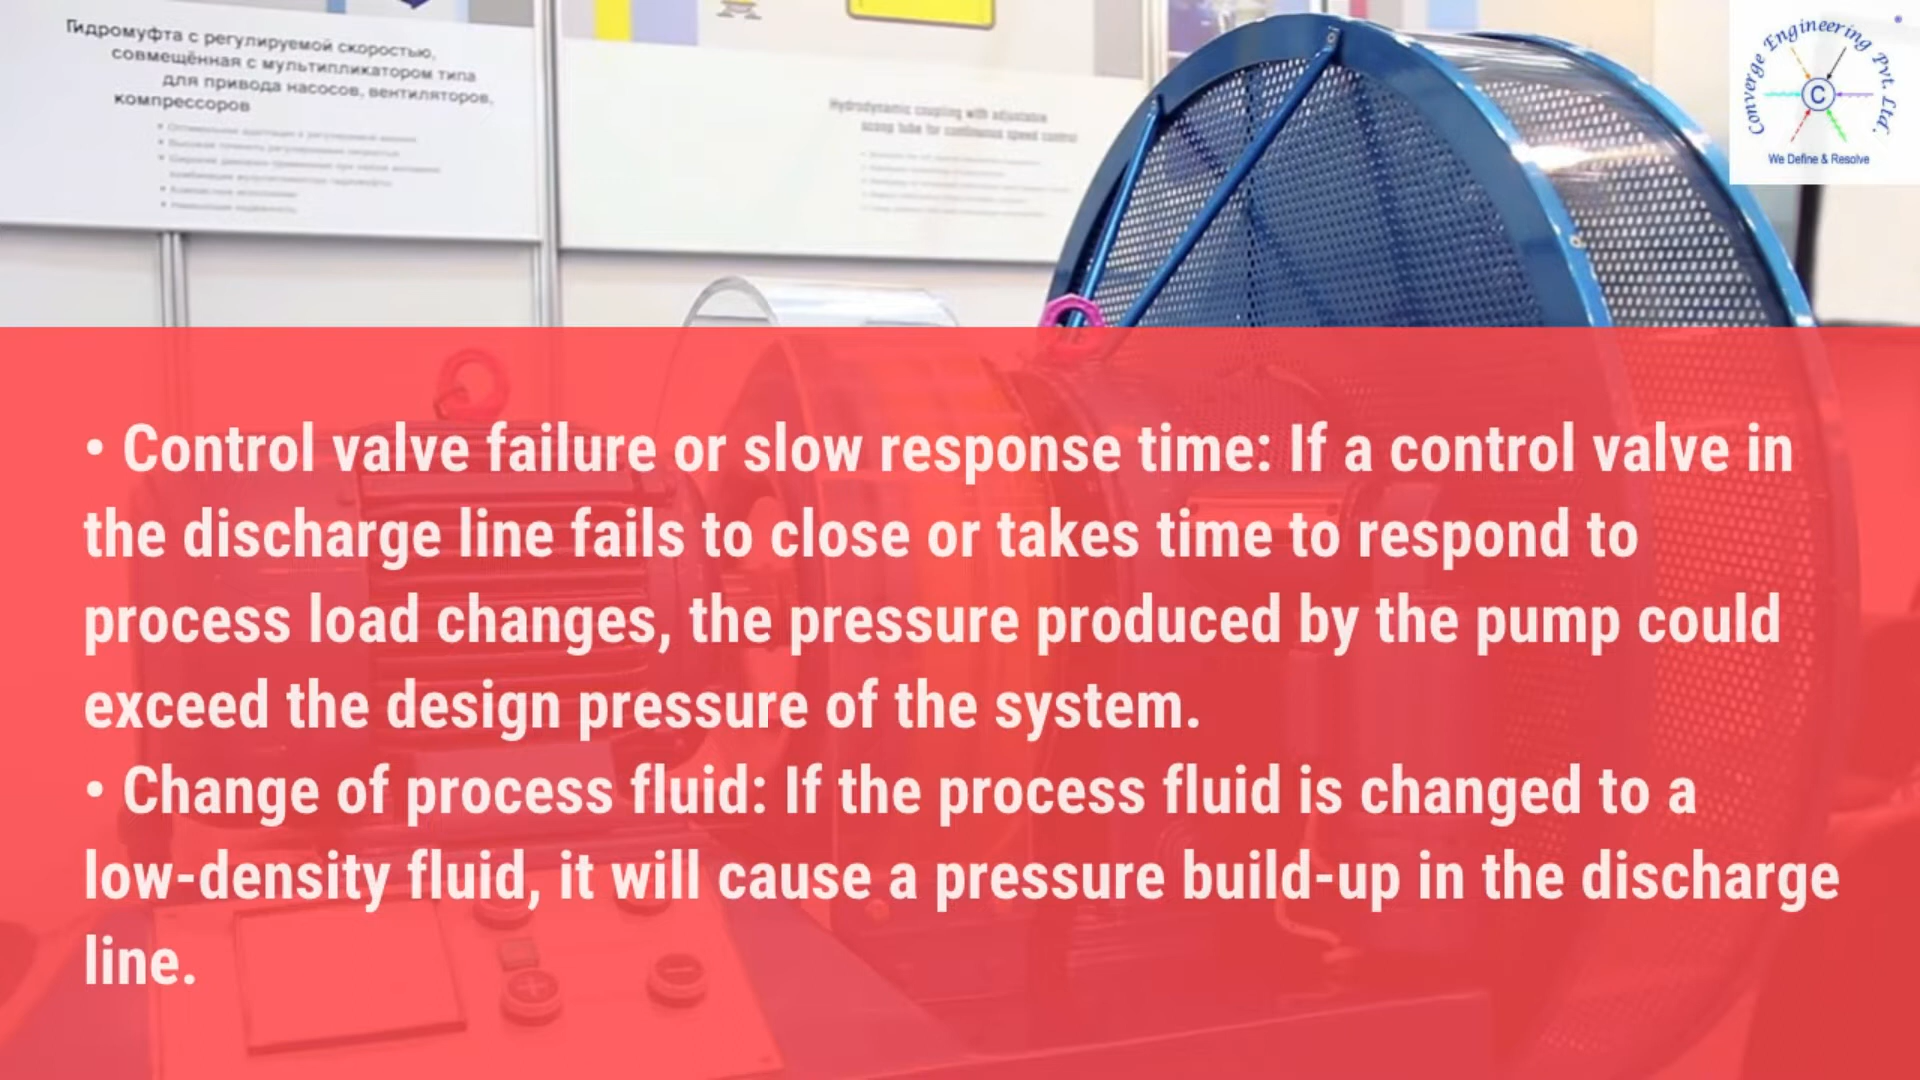 Гидромуфта с регулируемой скоростью,
совмещённая с мультипликатором типа
для привода насосов, вентиляторов,
компрессоров
Hydrodynamic coupling with adjustable
scoop tube for continuous speed control
Converge Engineering Pvt. Ltd.
C
We Define & Resolve
• Control valve failure or slow response time: If a control valve in
the discharge line fails to close or takes time to respond to
process load changes, the pressure produced by the pump could
exceed the design pressure of the system.
• Change of process fluid: If the process fluid is changed to a
low-density fluid, it will cause a pressure build-up in the discharge
line.